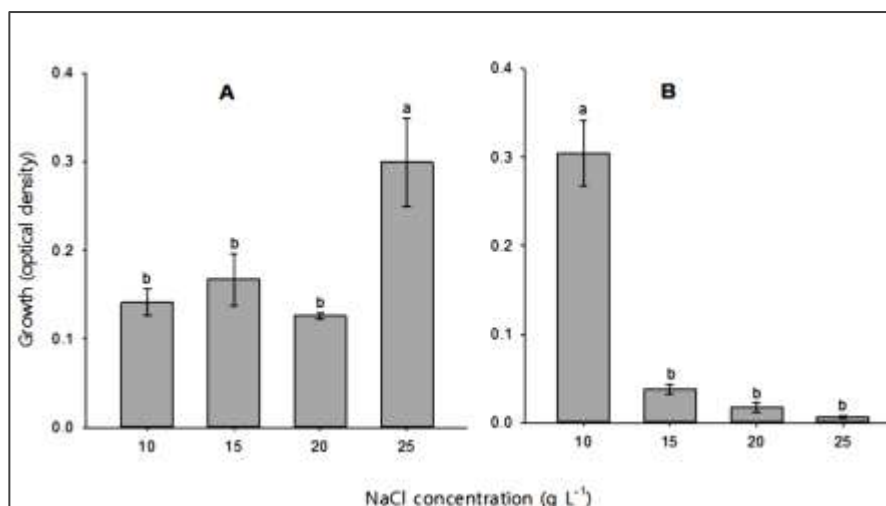 A
B
Growth (optical density)
0.4
0.3
0.2
0.1
0.0
b
b
b
a
10
15
20
25
0.4
0.3
0.2
0.1
0.0
a
b
b
b
10
15
20
25
NaCl concentration (g L⁻¹)